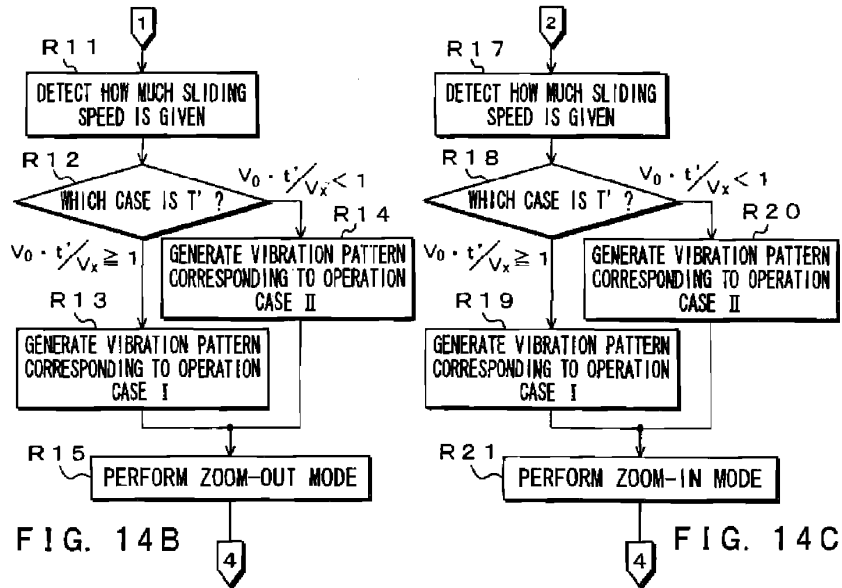 1
R11
DETECT HOW MUCH SLIDING
SPEED IS GIVEN
R12
WHICH CASE IS T' ?
V0 · t'/Vx < 1
R14
V0 · t'/Vx ≧ 1
GENERATE VIBRATION PATTERN
CORRESPONDING TO OPERATION
CASE II
R13
GENERATE VIBRATION PATTERN
CORRESPONDING TO OPERATION
CASE I
R15
PERFORM ZOOM-OUT MODE
FIG. 14B
4
2
R17
DETECT HOW MUCH SLIDING
SPEED IS GIVEN
R18
WHICH CASE IS T' ?
V0 · t'/Vx < 1
R20
V0 · t'/Vx ≧ 1
GENERATE VIBRATION PATTERN
CORRESPONDING TO OPERATION
CASE II
R19
GENERATE VIBRATION PATTERN
CORRESPONDING TO OPERATION
CASE I
R21
PERFORM ZOOM-IN MODE
FIG. 14C
4